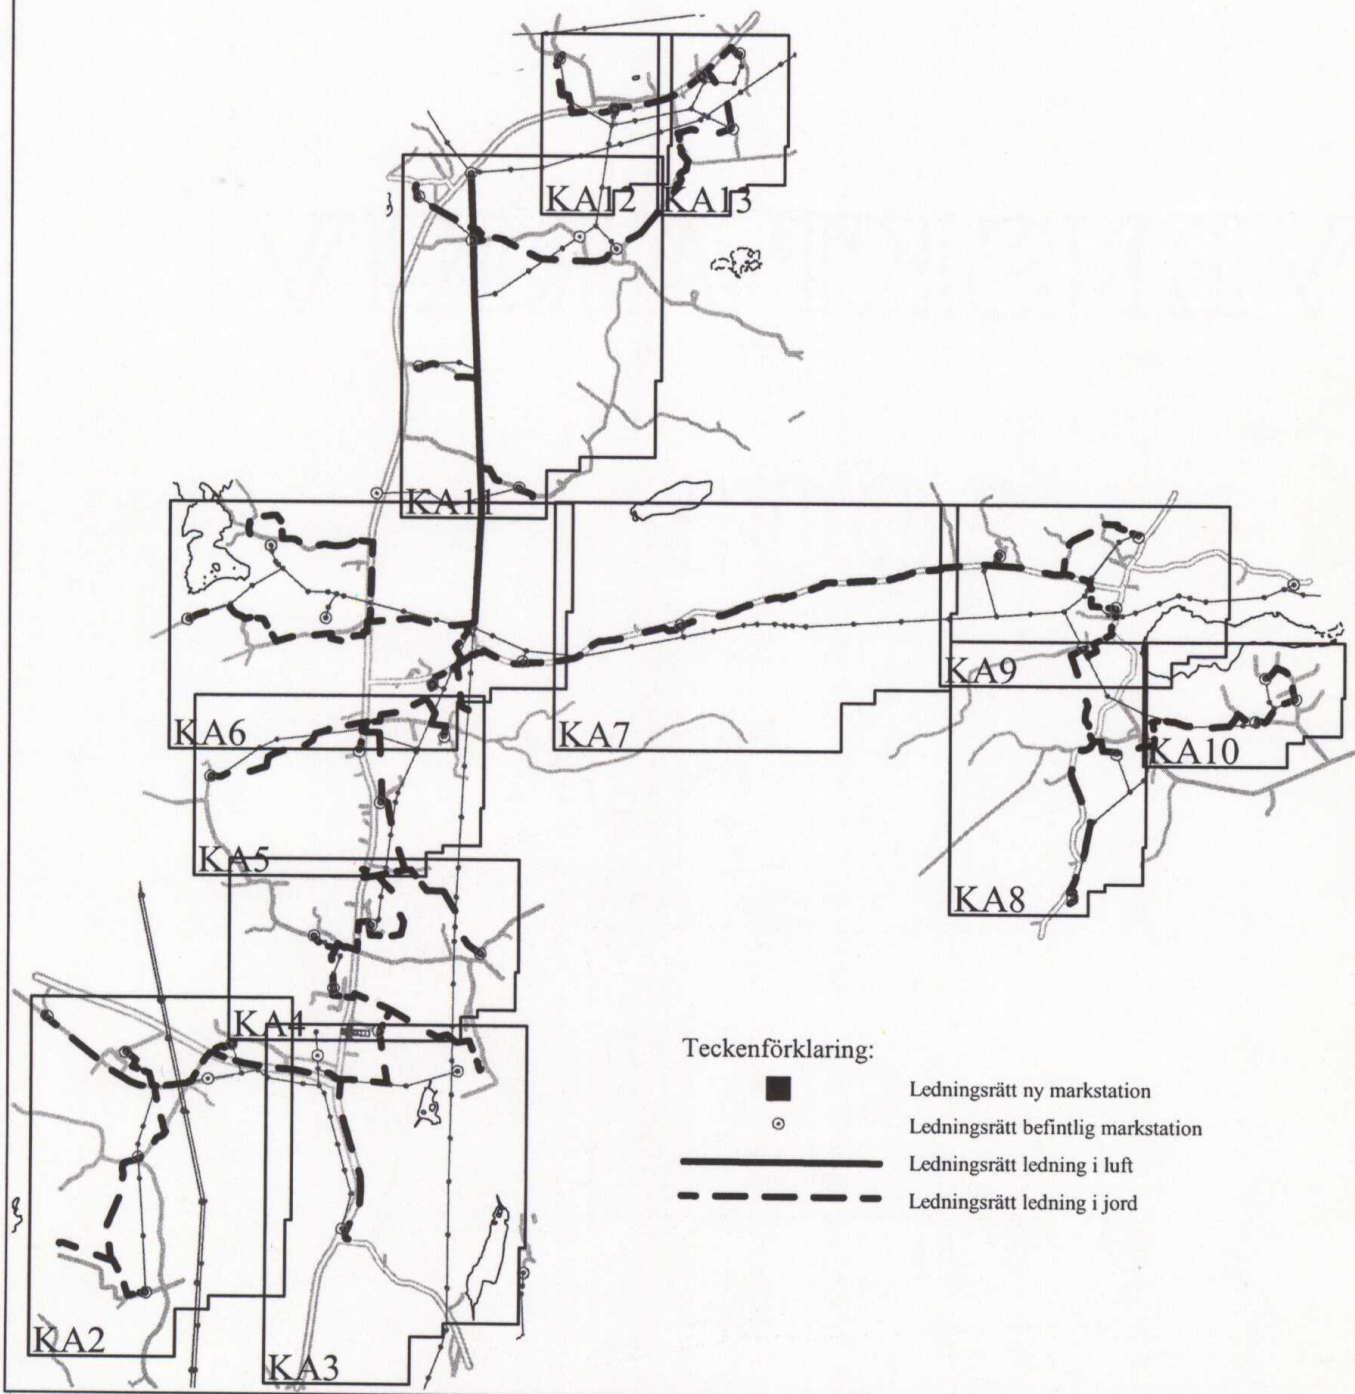 KA12
KA13
KA11
KA6
KA7
KA9
KA10
KA5
KA8
KA4
KA2
KA3
Teckenförklaring:
Ledningsrätt ny markstation
Ledningsrätt befintlig markstation
Ledningsrätt ledning i luft
Ledningsrätt ledning i jord